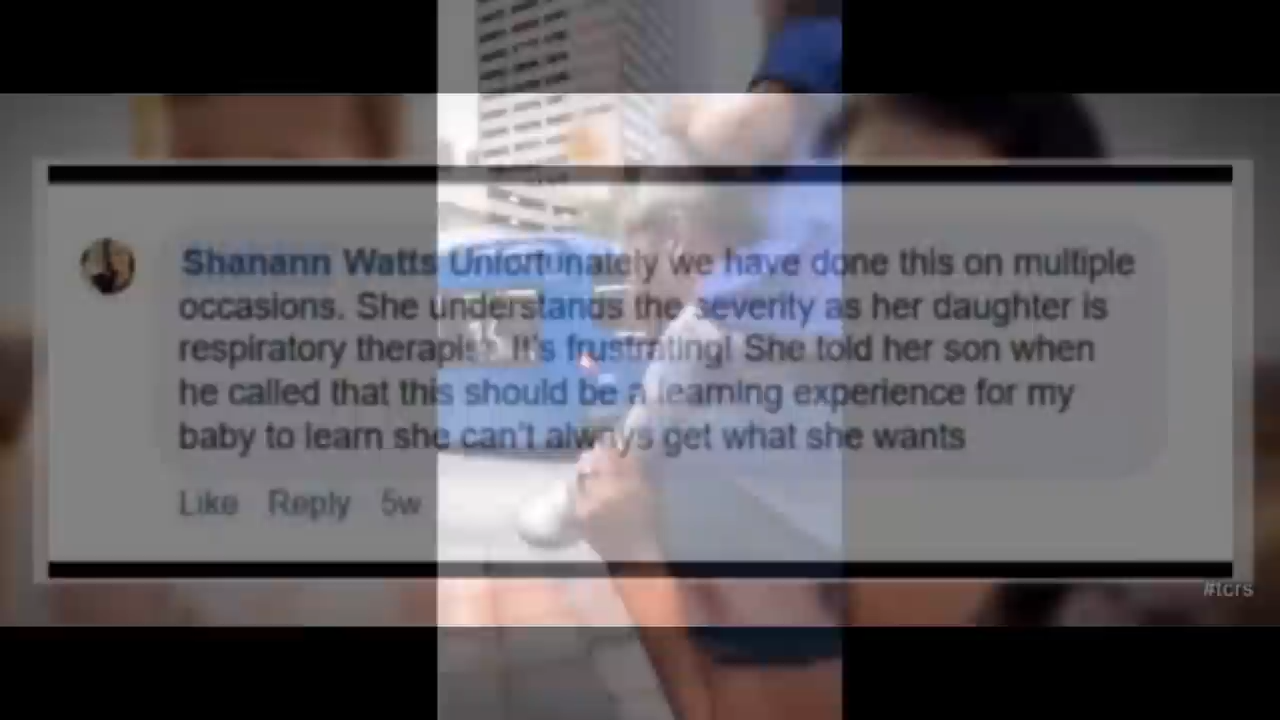 Shanann Watts Unfortunately we have done this on multiple
occasions. She understands the severity as her daughter is
respiratory therapist It's frustrating! She told her son when
he called that this should be a learning experience for my
baby to learn she can't always get what she wants
Like Reply 5w
#tcrs